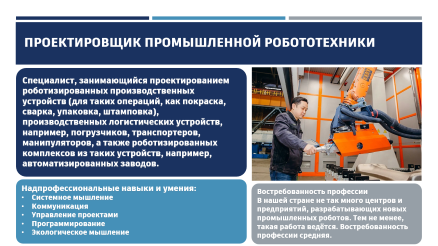 ПРОЕКТИРОВЩИК ПРОМЫШЛЕННОЙ РОБОТОТЕХНИКИ
Специалист, занимающийся проектированием
роботизированных производственных
устройств (для таких операций, как покраска,
сварка, упаковка, штамповка),
производственных логистических устройств,
например, погрузчиков, транспортеров,
манипуляторов, а также роботизированных
комплексов из таких устройств, например,
автоматизированных заводов.
Надпрофессиональные навыки и умения:
• Системное мышление
• Коммуникация
• Управление проектами
• Программирование
• Экологическое мышление
Востребованность профессии
В нашей стране не так много центров и
предприятий, разрабатывающих новых
промышленных роботов. Тем не менее,
такая работа ведётся. Востребованность
профессии средняя.